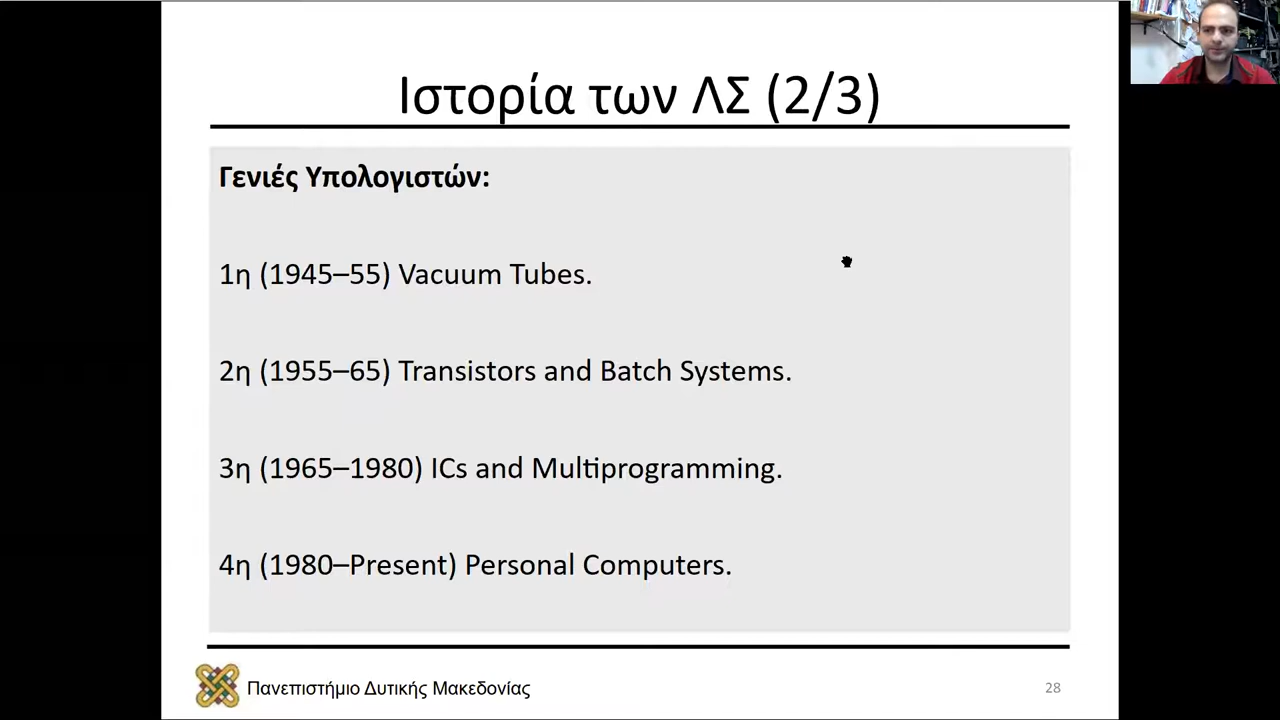 Ιστορία των ΛΣ (2/3)
Γενιές Υπολογιστών:
1η (1945–55) Vacuum Tubes.
2η (1955–65) Transistors and Batch Systems.
3η (1965–1980) ICs and Multiprogramming.
4η (1980–Present) Personal Computers.
Πανεπιστήμιο Δυτικής Μακεδονίας
28